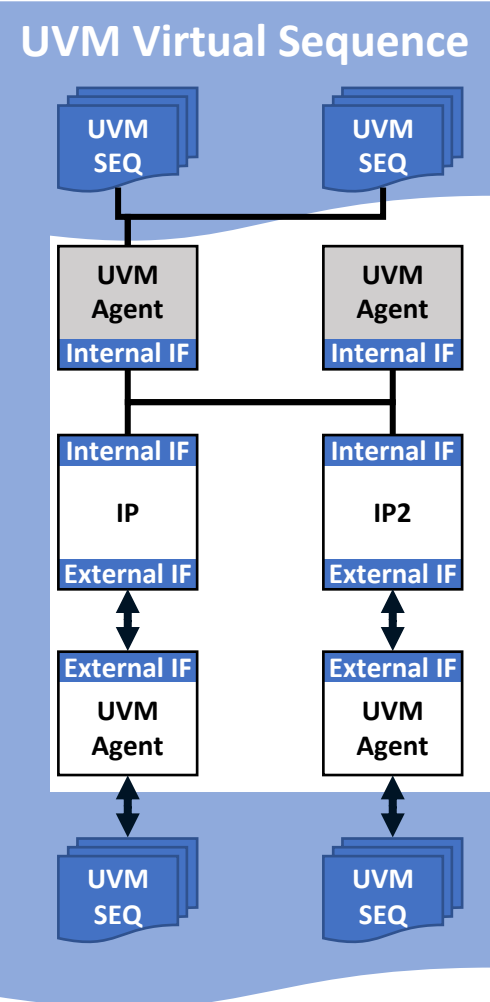 UVM Virtual Sequence
UVM
SEQ
UVM
SEQ
UVM
Agent
Internal IF
UVM
Agent
Internal IF
Internal IF
IP
External IF
Internal IF
IP2
External IF
External IF
UVM
Agent
External IF
UVM
Agent
UVM
SEQ
UVM
SEQ